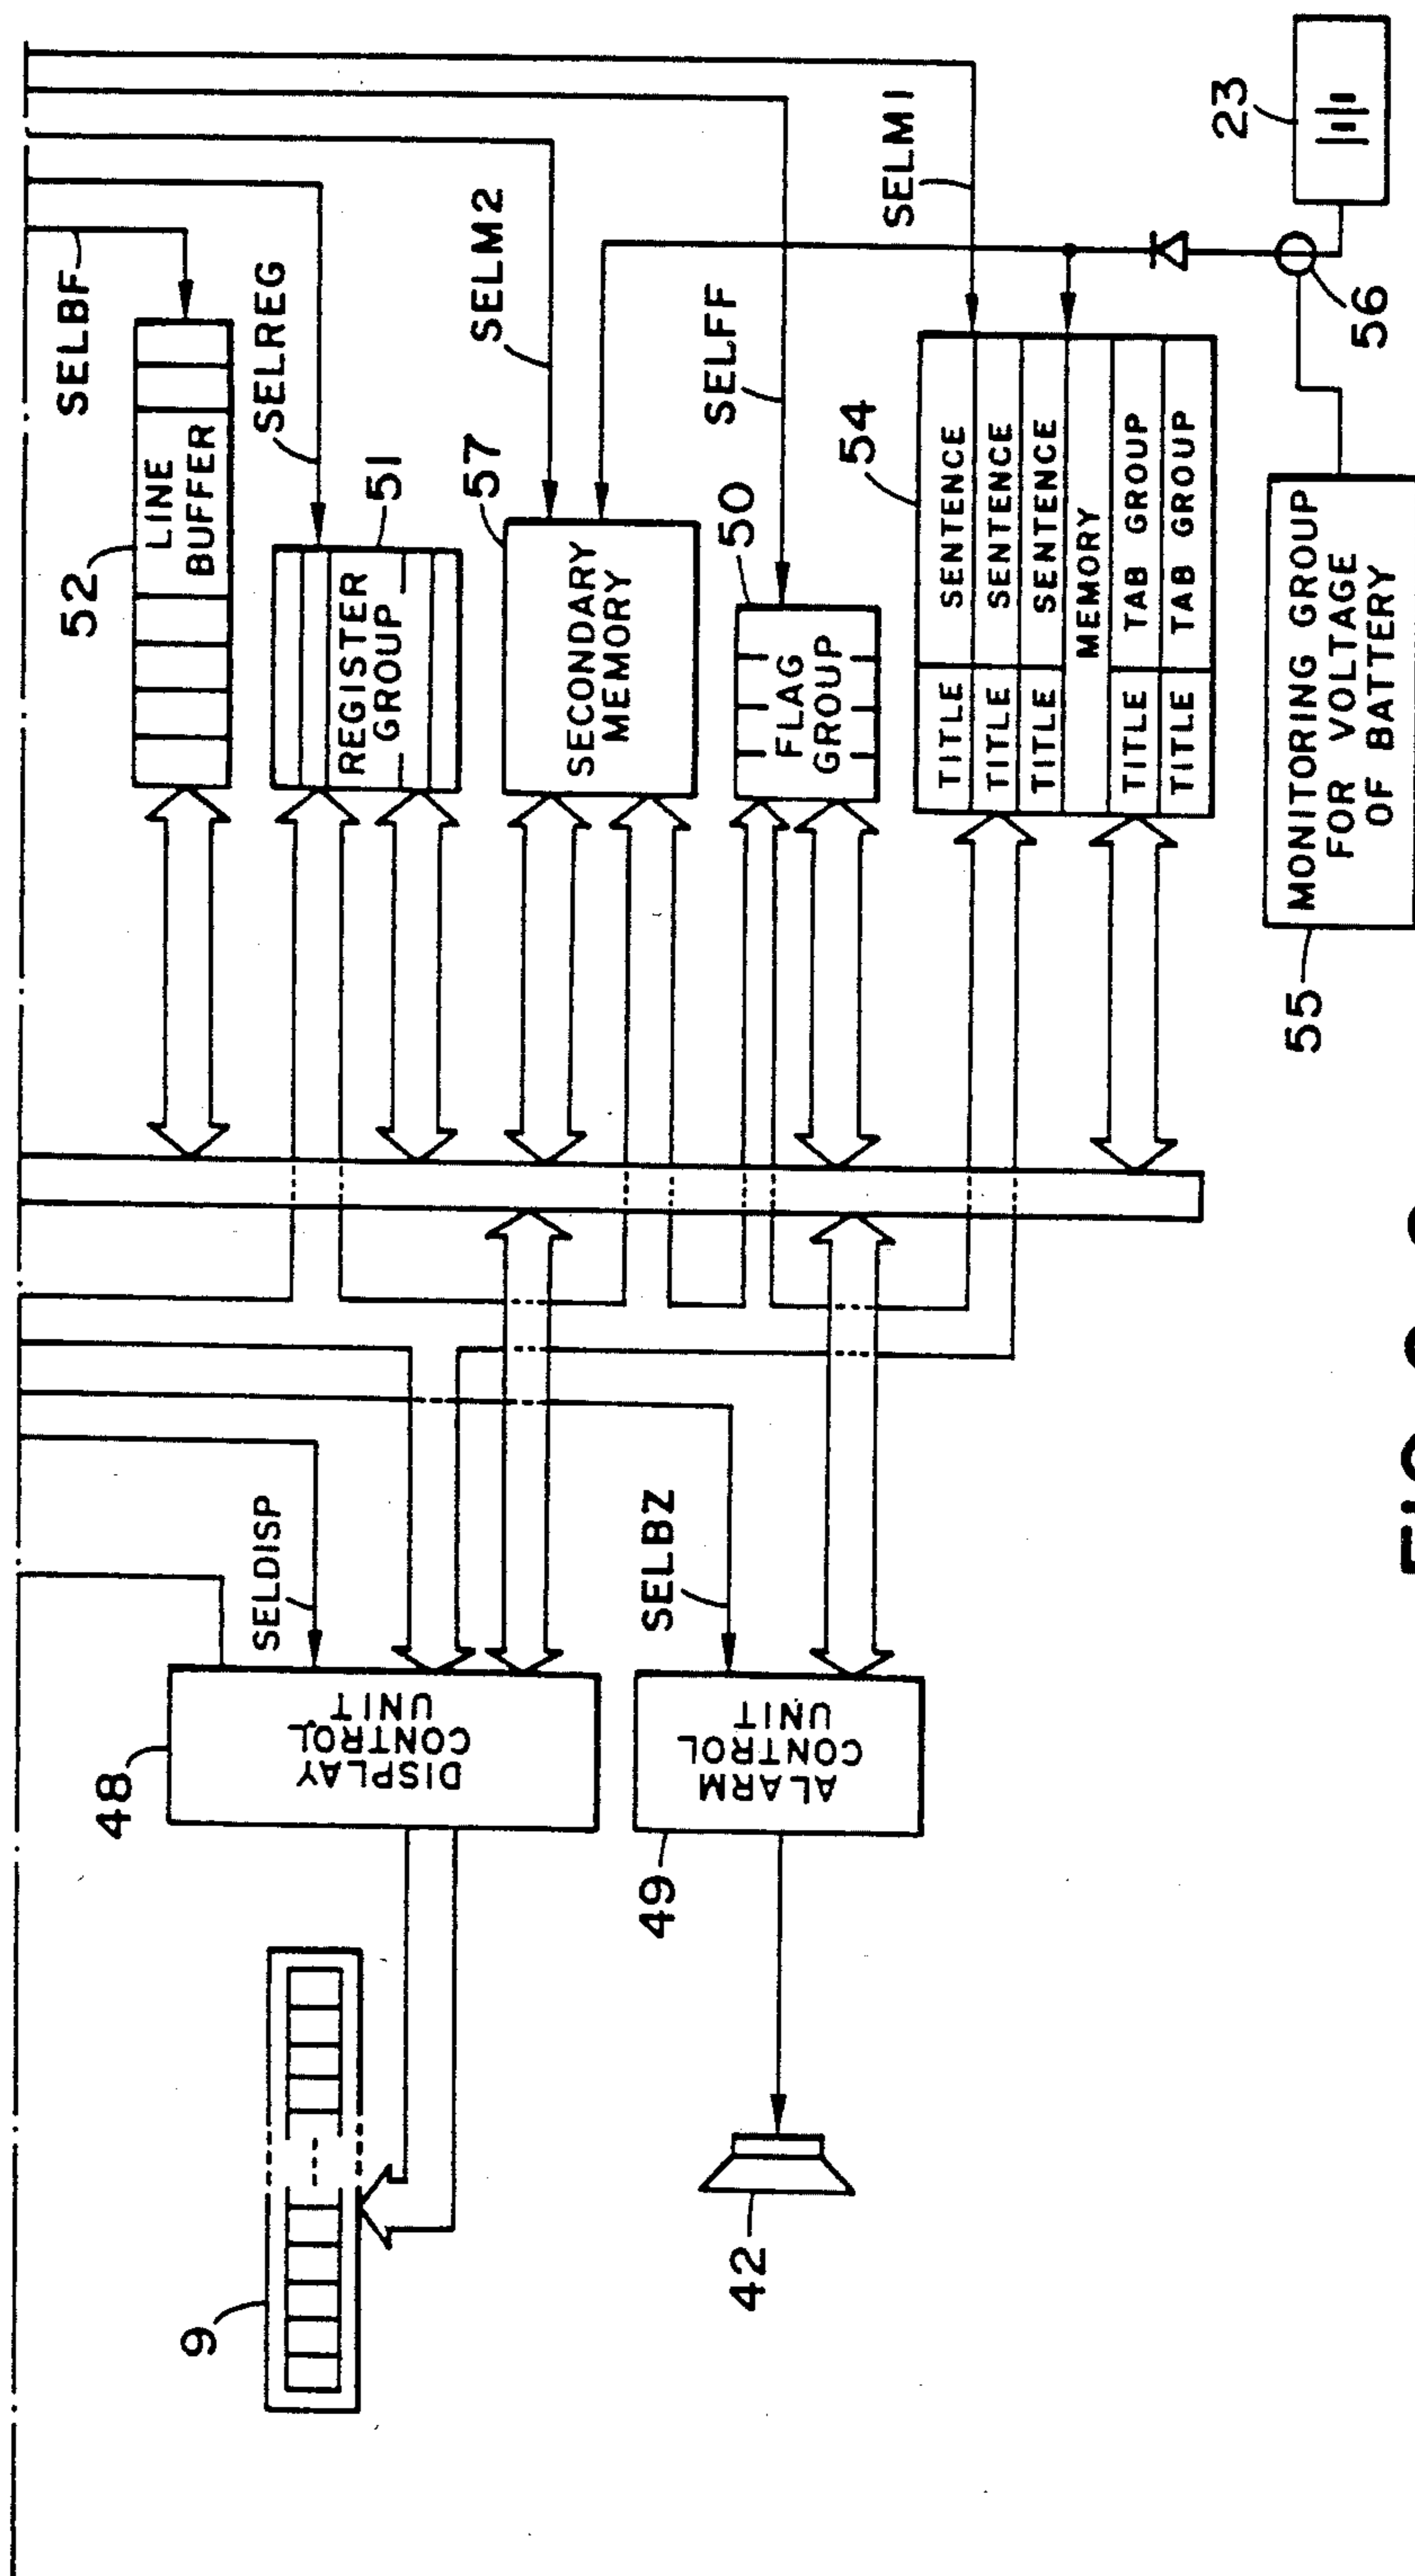 SELBF
52
LINE
BUFFER
SELREG
51
REGISTER
GROUP
SELM2
57
SECONDARY
MEMORY
SELFF
50
FLAG
GROUP
SELM1
54
TITLE SENTENCE
TITLE SENTENCE
TITLE SENTENCE
MEMORY
TITLE TAB GROUP
TITLE TAB GROUP
23
56
55
MONITORING GROUP
FOR VOLTAGE
OF BATTERY
SELDISP
48
DISPLAY
CONTROL
UNIT
SELBZ
49
ALARM
CONTROL
UNIT
9
42